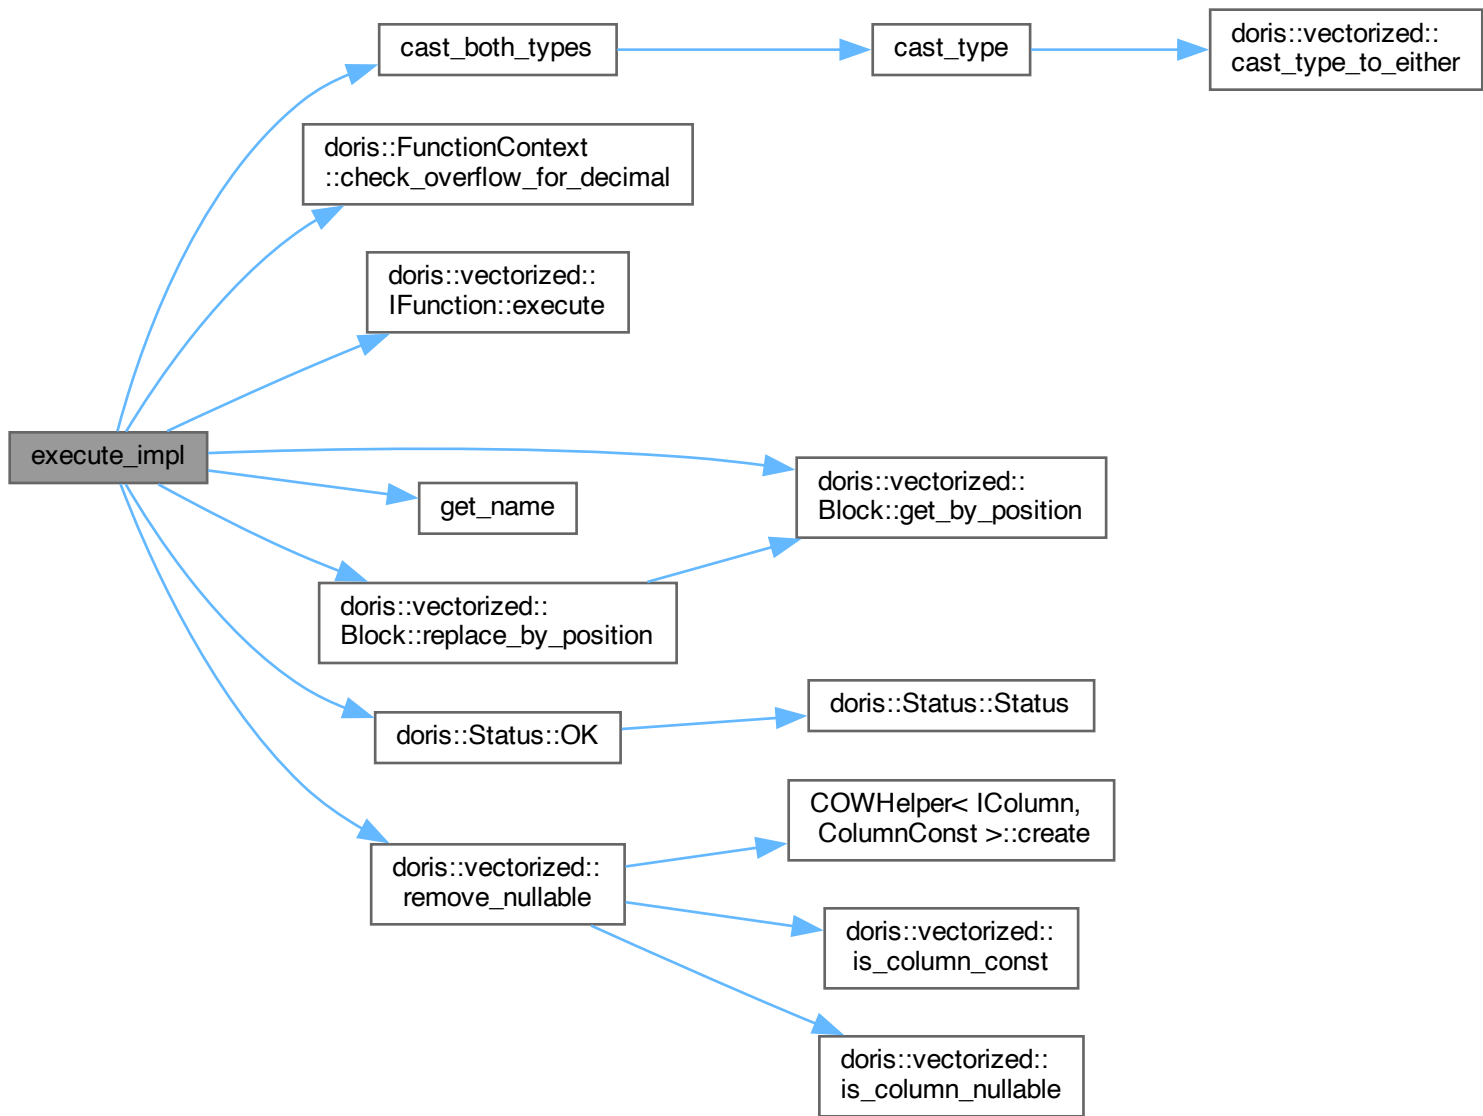 cast_both_types
cast_type
doris::vectorized::
cast_type_to_either
doris::FunctionContext
::check_overflow_for_decimal
doris::vectorized::
IFunction::execute
execute_impl
doris::vectorized::
Block::get_by_position
get_name
doris::vectorized::
Block::replace_by_position
doris::Status::OK
doris::Status::Status
doris::vectorized::
remove_nullable
COWHelper< IColumn,
ColumnConst >::create
doris::vectorized::
is_column_const
doris::vectorized::
is_column_nullable